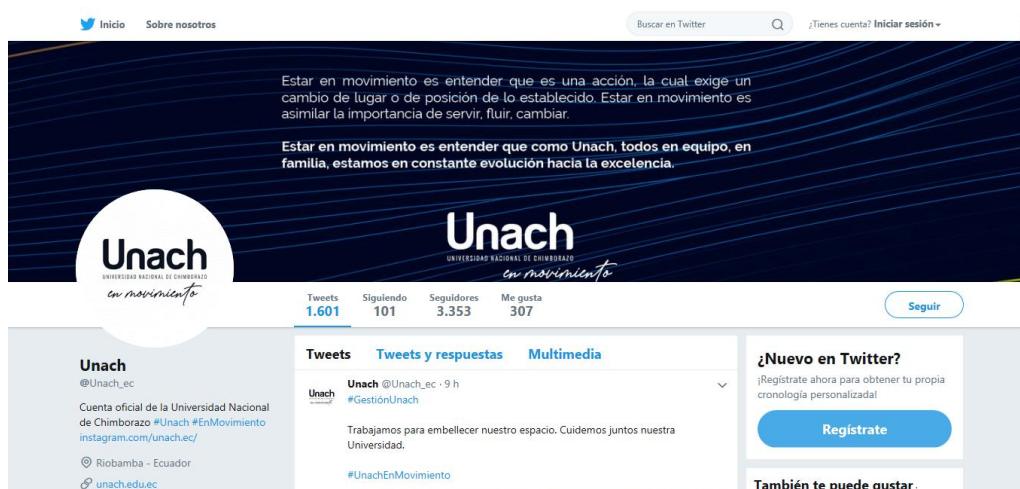 Inicio Sobre nosotros Buscar en Twitter ¿Tienes cuenta? Iniciar sesión
Estar en movimiento es entender que es una acción, la cual exige un
cambio de lugar o de posición de lo establecido. Estar en movimiento es
asimilar la importancia de servir, fluir, cambiar.
Estar en movimiento es entender que como Unach, todos en equipo, en
familia, estamos en constante evolución hacia la excelencia.
Unach
UNIVERSIDAD NACIONAL DE CHIMBORAZO
en movimiento
Unach
UNIVERSIDAD NACIONAL DE CHIMBORAZO
en movimiento
Tweets Siguiendo Seguidores Me gusta
1.601 101 3.353 307
Seguir
Unach
@Unach_ec
Cuenta oficial de la Universidad Nacional
de Chimborazo #Unach #EnMovimiento
instagram.com/unach.ec/
Riobamba - Ecuador
unach.edu.ec
Tweets Tweets y respuestas Multimedia
Unach
Unach @Unach_ec · 9 h
#GestiónUnach
Trabajamos para embellecer nuestro espacio. Cuidemos juntos nuestra
Universidad.
#UnachEnMovimiento
¿Nuevo en Twitter?
¡Regístrate ahora para obtener tu propia
cronología personalizada!
Regístrate
También te puede gustar